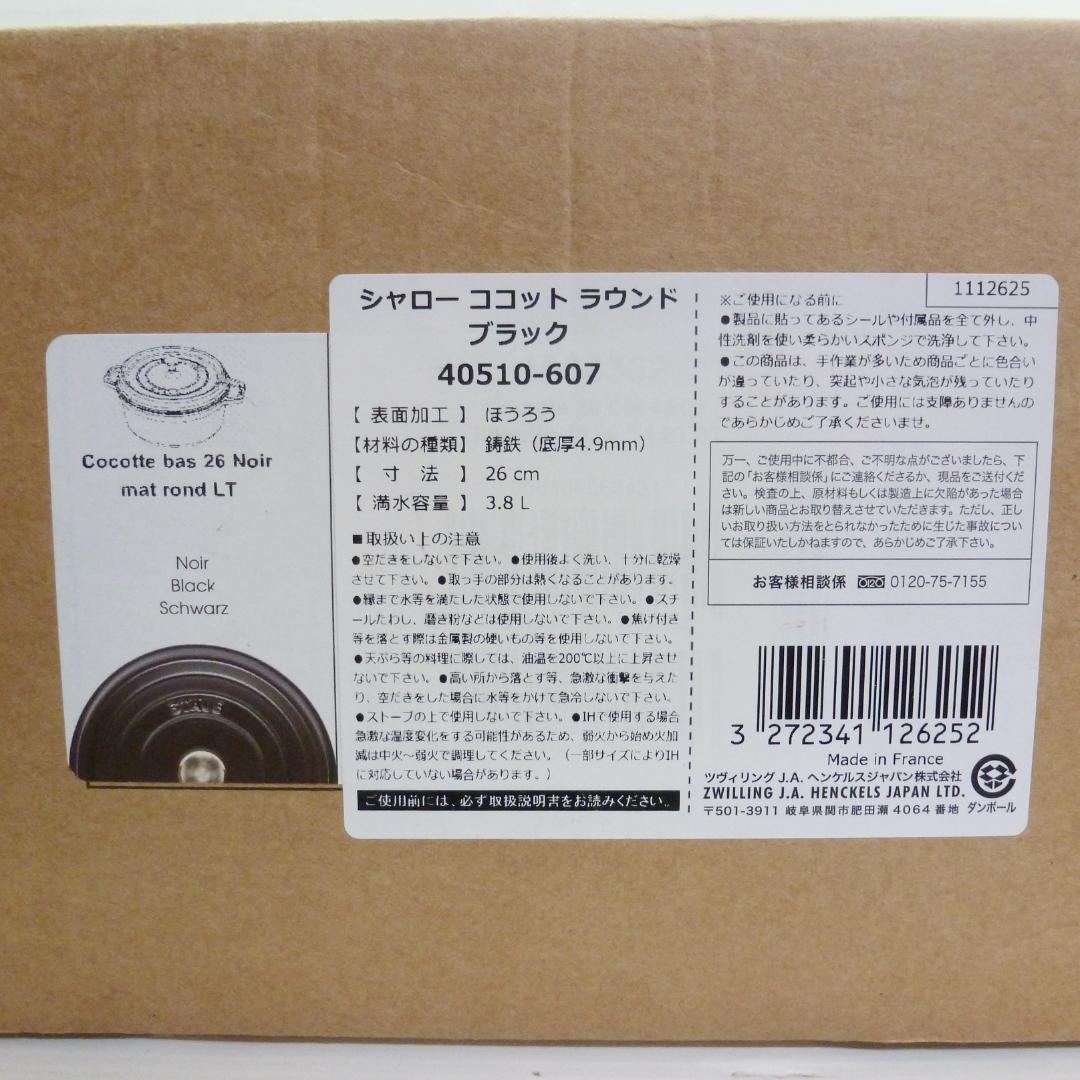 Cocotte bas 26 Noir
mat rond LT
Noir
Black
Schwarz
STAUB
シャロー ココット ラウンド
ブラック
40510-607
【 表面加工 】 ほうろう
【材料の種類】 鋳鉄（底厚4.9mm）
【 寸 法 】 26 cm
【 満水容量 】 3.8 L
■取扱い上の注意
●空だきをしないで下さい。●使用後よく洗い、十分に乾燥
させて下さい。●取っ手の部分は熱くなることがあります。
●縁まで水等を満たした状態で使用しないで下さい。●スチ
ールたわし、磨き粉などは使用しないで下さい。●焦げ付き
等を落とす際は金属製の硬いもの等を使用しないで下さい。
●天ぷら等の料理に際しては、油温を200℃以上に上昇させ
ないで下さい。●高い所から落とす等、急激な衝撃を与えた
り、空だきをした場合に水等をかけて急冷しないで下さい。
●ストーブの上で使用しないで下さい。●IHで使用する場合
急激な温度変化をする可能性があるため、弱火から始め火加
減は中火〜弱火で調理してください。（一部サイズによりIH
に対応していない場合があります。）
ご使用前には、必ず取扱説明書をお読みください。
1112625
※ご使用になる前に
●製品に貼ってあるシールや付属品を全て外し、中
性洗剤を使い柔らかいスポンジで洗浄して下さい。
●この商品は、手作業が多いため商品ごとに色合い
が違っていたり、突起や小さな気泡が残っていたり
することがあります。ご使用には支障ありませんの
であらかじめご了承くださいませ。
万一、ご使用中に不都合、ご不明な点がございましたら、下
記の「お客様相談係」にご連絡くださるか、現品をご送付くだ
さい。検査の上、原材料もしくは製造上に欠陥があった場合
は新しい商品とお取り替えさせていただきます。ただし、正し
いお取り扱い方法をとられなかったために生じた事故につい
ては保証いたしかねますので、あらかじめご了承下さい。
お客様相談係 0120-75-7155
3 272341 126252
Made in France
ツヴィリング J.A. ヘンケルスジャパン株式会社
ZWILLING J.A. HENCKELS JAPAN LTD.
〒501-3911 岐阜県関市肥田瀬 4064 番地
ダンボール